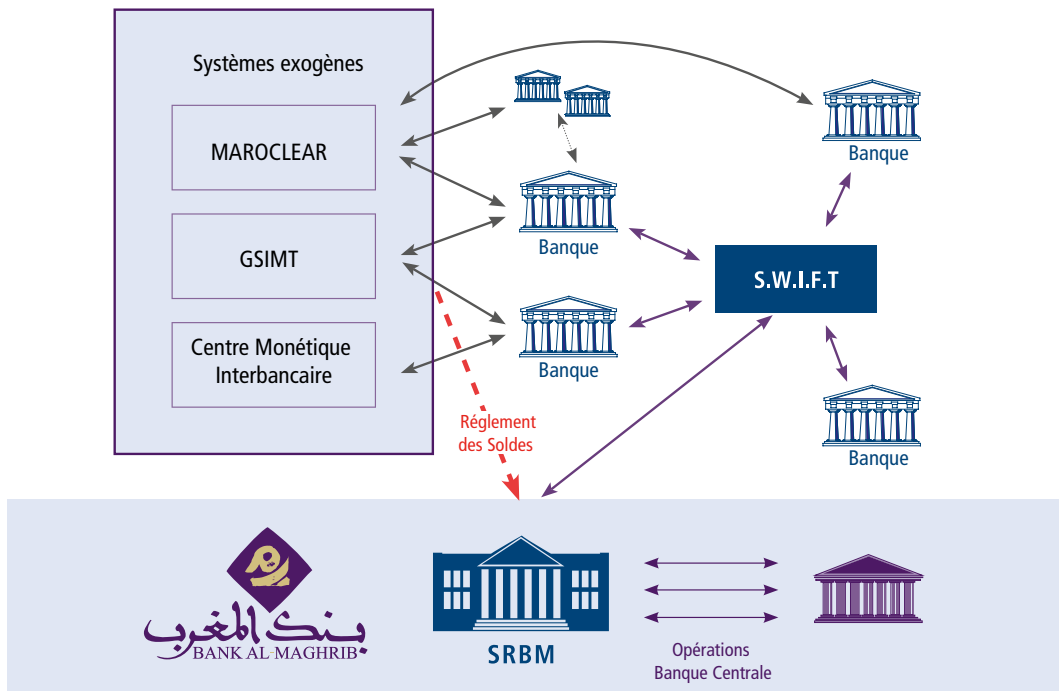 Systèmes exogènes
MAROCLEAR
GSIMT
Centre Monétique
Interbancaire
Banque
Banque
Banque
S.W.I.F.T
Banque
Réglement
des Soldes
بنك المغرب
BANK AL-MAGHRIB
SRBM
Opérations
Banque Centrale